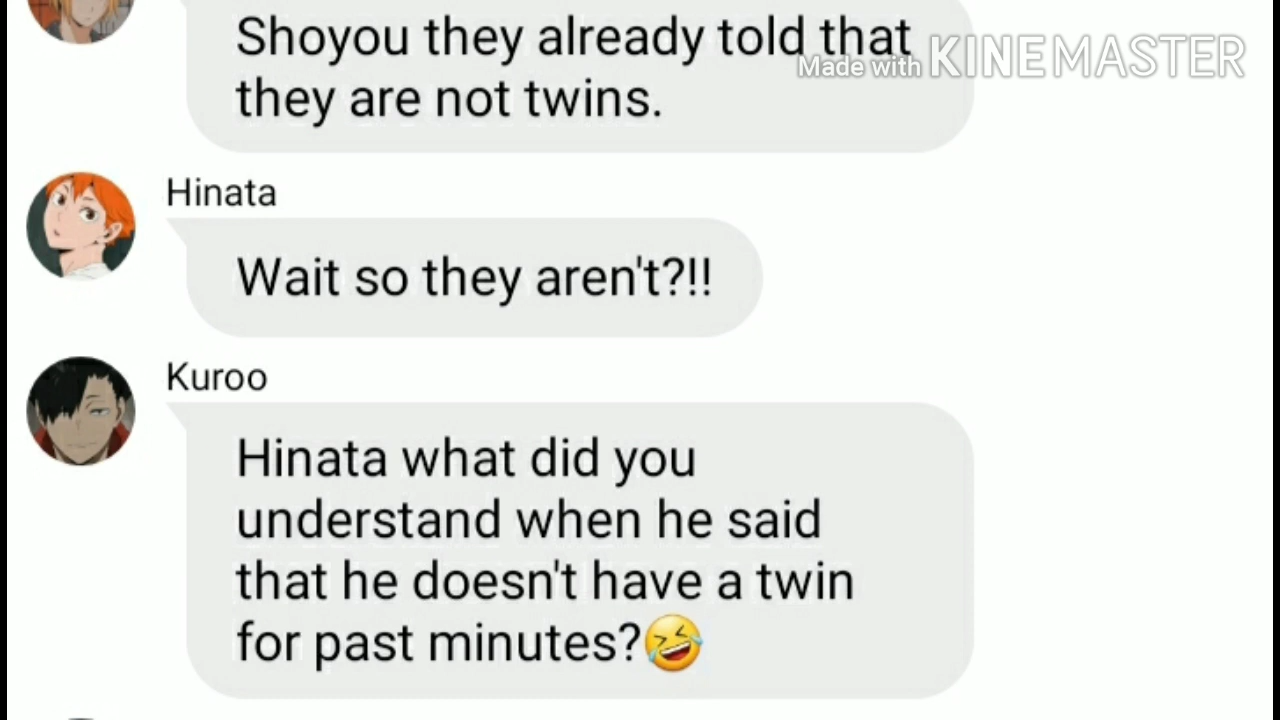 Shoyou they already told that
they are not twins.
Made with KINEMASTER
Hinata
Wait so they aren't?!!
Kuroo
Hinata what did you
understand when he said
that he doesn't have a twin
for past minutes?🤣